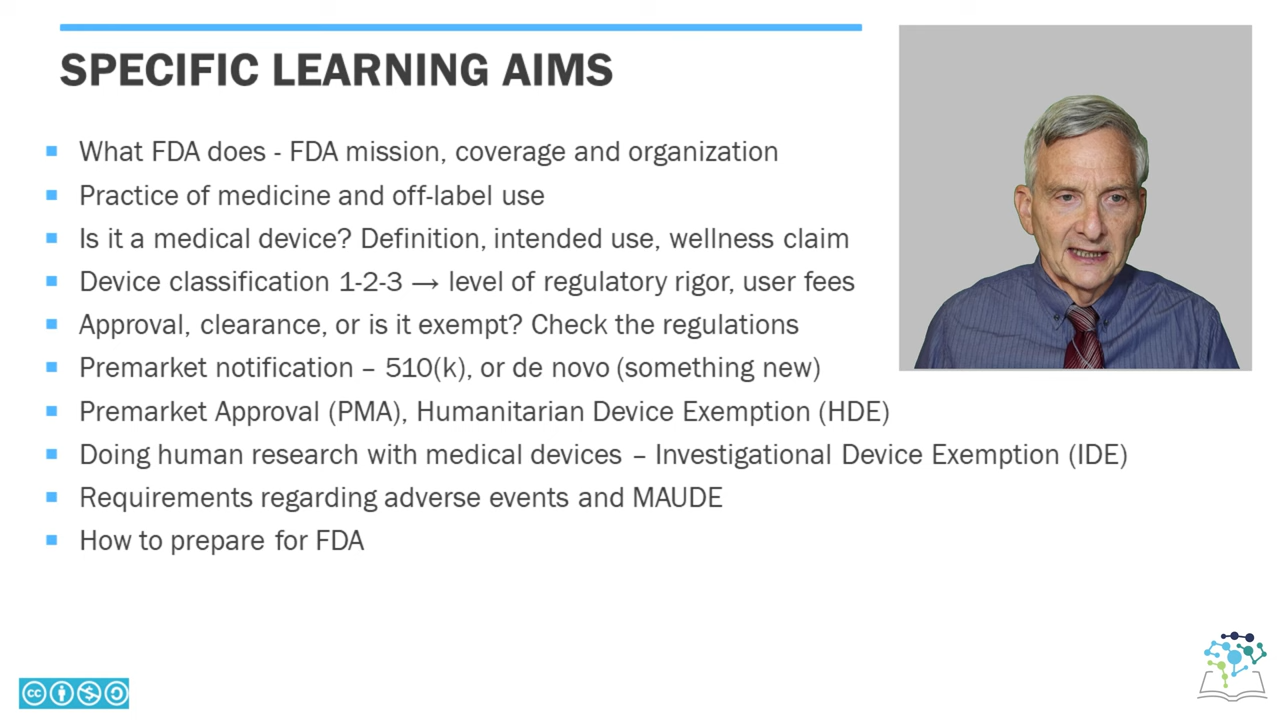 SPECIFIC LEARNING AIMS
What FDA does - FDA mission, coverage and organization
Practice of medicine and off-label use
Is it a medical device? Definition, intended use, wellness claim
Device classification 1-2-3 → level of regulatory rigor, user fees
Approval, clearance, or is it exempt? Check the regulations
Premarket notification – 510(k), or de novo (something new)
Premarket Approval (PMA), Humanitarian Device Exemption (HDE)
Doing human research with medical devices – Investigational Device Exemption (IDE)
Requirements regarding adverse events and MAUDE
How to prepare for FDA
cc